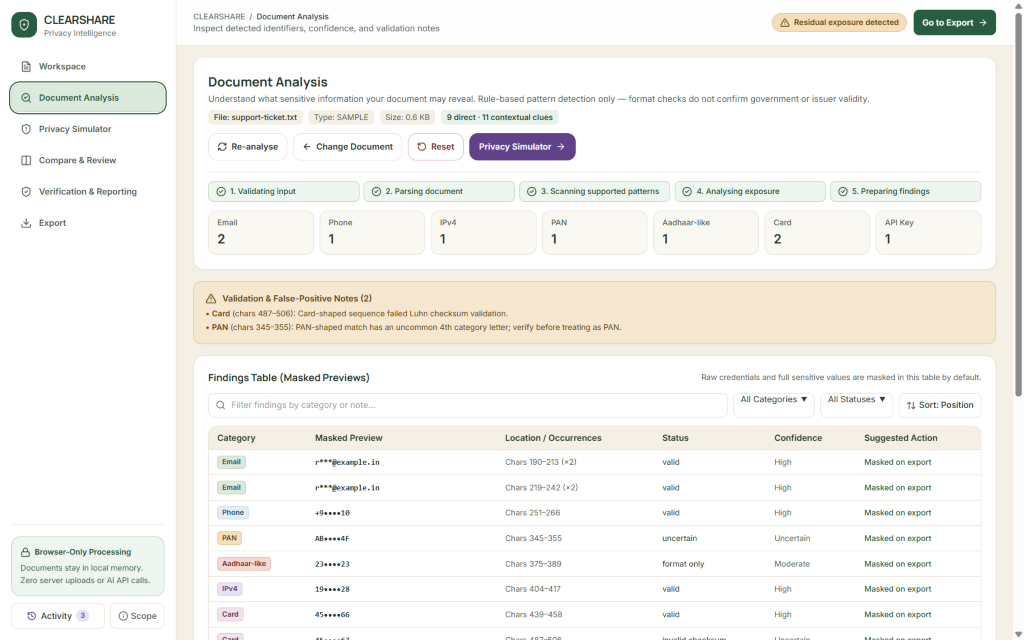 CLEARSHARE
Privacy Intelligence
Workspace
Document Analysis
Privacy Simulator
Compare & Review
Verification & Reporting
Export
Browser-Only Processing
Documents stay in local memory.
Zero server uploads or AI API calls.
Activity 3
Scope
CLEARSHARE / Document Analysis
Inspect detected identifiers, confidence, and validation notes
Residual exposure detected
Go to Export →
Document Analysis
Understand what sensitive information your document may reveal. Rule-based pattern detection only — format checks do not confirm government or issuer validity.
File: support-ticket.txt Type: SAMPLE Size: 0.6 KB 9 direct · 11 contextual clues
Re-analyse ← Change Document Reset Privacy Simulator →
1. Validating input 2. Parsing document 3. Scanning supported patterns 4. Analysing exposure 5. Preparing findings
Email Phone IPv4 PAN Aadhaar-like Card API Key
2 1 1 1 1 2 1
Validation & False-Positive Notes (2)
• Card (chars 487–506): Card-shaped sequence failed Luhn checksum validation.
• PAN (chars 345–355): PAN-shaped match has an uncommon 4th category letter; verify before treating as PAN.
Findings Table (Masked Previews)
Raw credentials and full sensitive values are masked in this table by default.
Filter findings by category or note... All Categories ▼ All Statuses ▼ Sort: Position
Category Masked Preview Location / Occurrences Status Confidence Suggested Action
Email r***@example.in Chars 190–213 (×2) valid High Masked on export
Email r***@example.in Chars 219–242 (×2) valid High Masked on export
Phone +9••••10 Chars 251–266 valid High Masked on export
PAN AB••••4F Chars 345–355 uncertain Uncertain Masked on export
Aadhaar-like 23••••23 Chars 375–389 format only Moderate Masked on export
IPv4 19••••28 Chars 404–417 valid High Masked on export
Card 45••••66 Chars 439–458 valid High Masked on export
Card 45••••67 Chars 487–506 invalid checksum Uncertain Masked on export